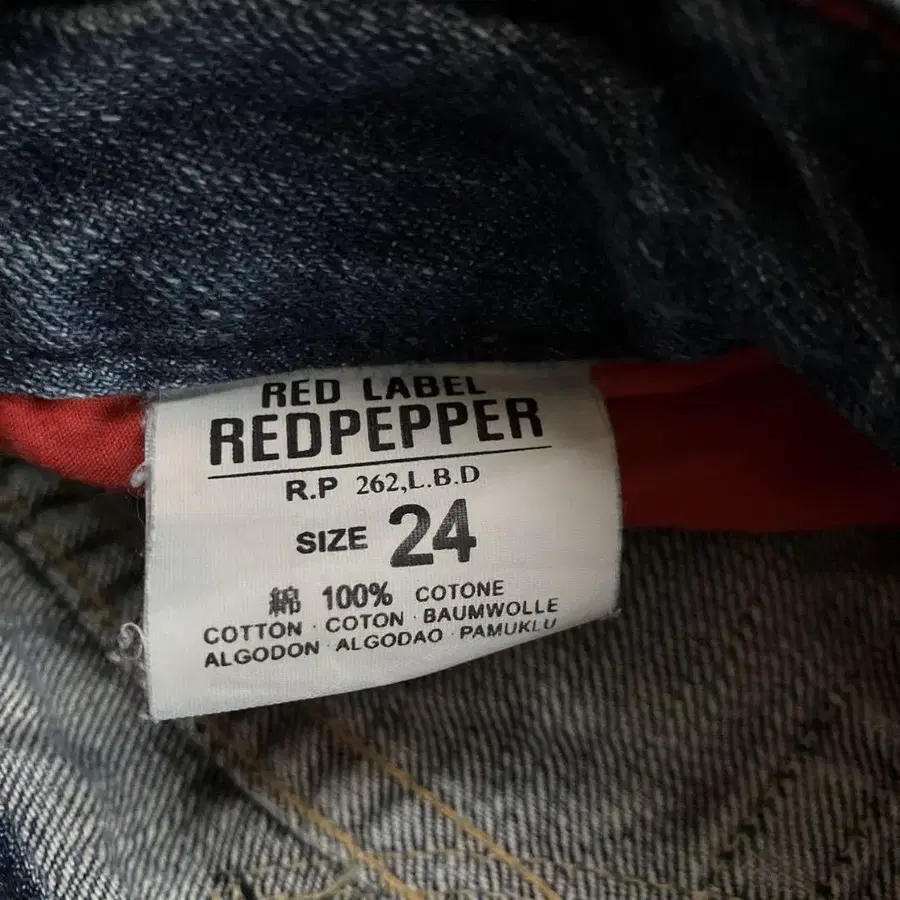 RED LABEL
REDPEPPER
R.P 262,L.B.D
SIZE 24
綿 100% COTONE
COTTON · COTON · BAUMWOLLE
ALGODON · ALGODAO · PAMUKLU